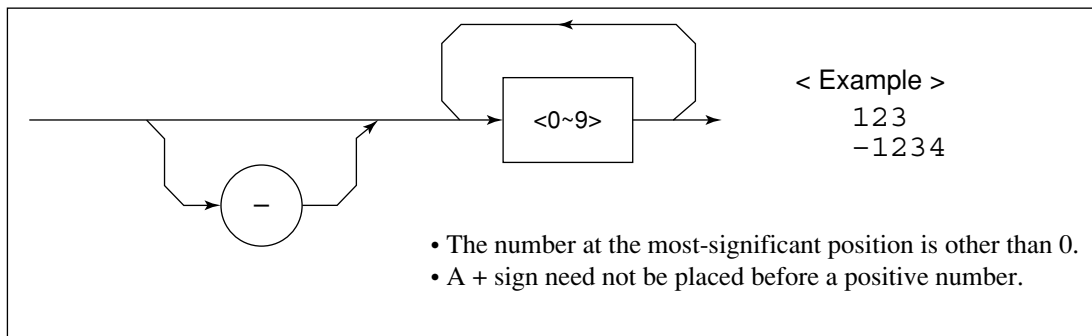 <0~9>
–
< Example >
123
–1234
• The number at the most-significant position is other than 0.
• A + sign need not be placed before a positive number.